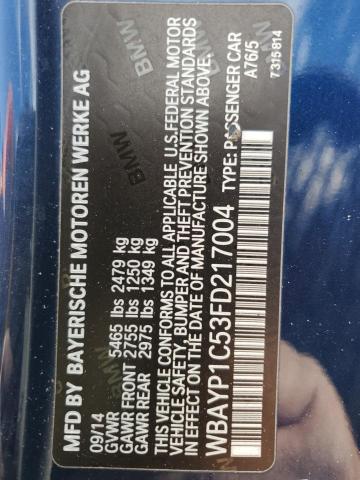 MFD BY BAYERISCHE MOTOREN WERKE AG
09/14
GVWR 5465 lbs 2479 kg
GAWR FRONT 2755 lbs 1250 kg
GAWR REAR 2975 lbs 1349 kg
THIS VEHICLE CONFORMS TO ALL APPLICABLE U.S.FEDERAL MOTOR
VEHICLE SAFETY, BUMPER AND THEFT PREVENTION STANDARDS
IN EFFECT ON THE DATE OF MANUFACTURE SHOWN ABOVE.
WBAYP1C53FD217004 TYPE: PASSENGER CAR
A76/5
7315814
BMW
BMW
BMW
BMW